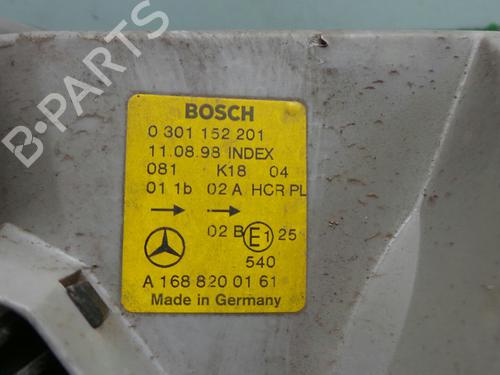 B-Parts
BOSCH
0 301 152 201
11.08.98 INDEX
081 K18 04
01 1b 02 A HCR PL
02 B E1 25
540
A 168 820 01 61
Made in Germany